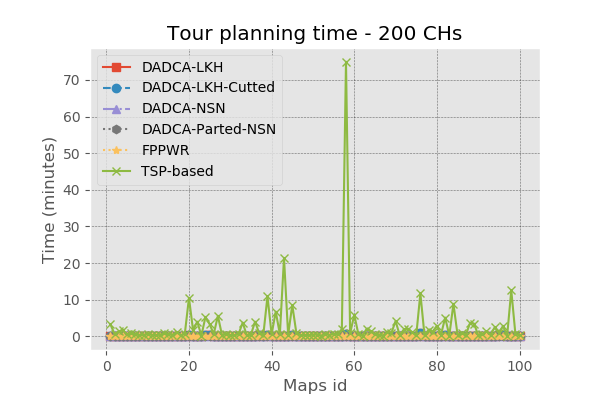 Tour planning time - 200 CHs
DADCA-LKH
DADCA-LKH-Cutted
DADCA-NSN
DADCA-Parted-NSN
FPPWR
TSP-based
Time (minutes)
70
60
50
40
30
20
10
0
0 20 40 60 80 100
Maps id